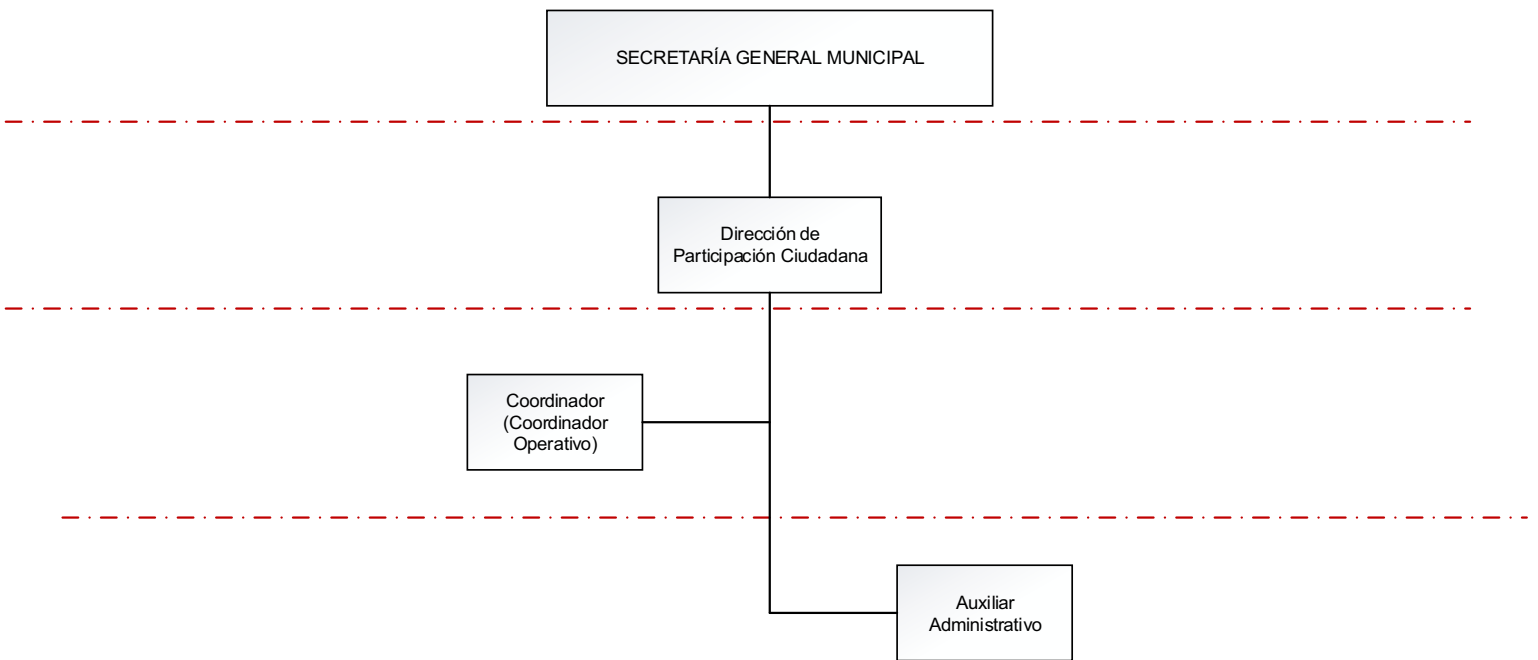 SECRETARÍA GENERAL MUNICIPAL
Dirección de
Participación Ciudadana
Coordinador
(Coordinador
Operativo)
Auxiliar
Administrativo